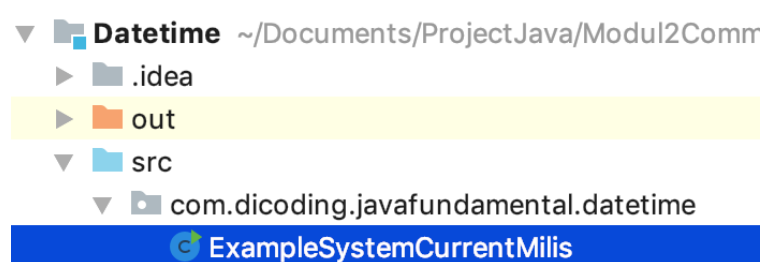 Datetime ~/Documents/ProjectJava/Modul2Comm
.idea
out
src
com.dicoding.javafundamental.datetime
ExampleSystemCurrentMilis